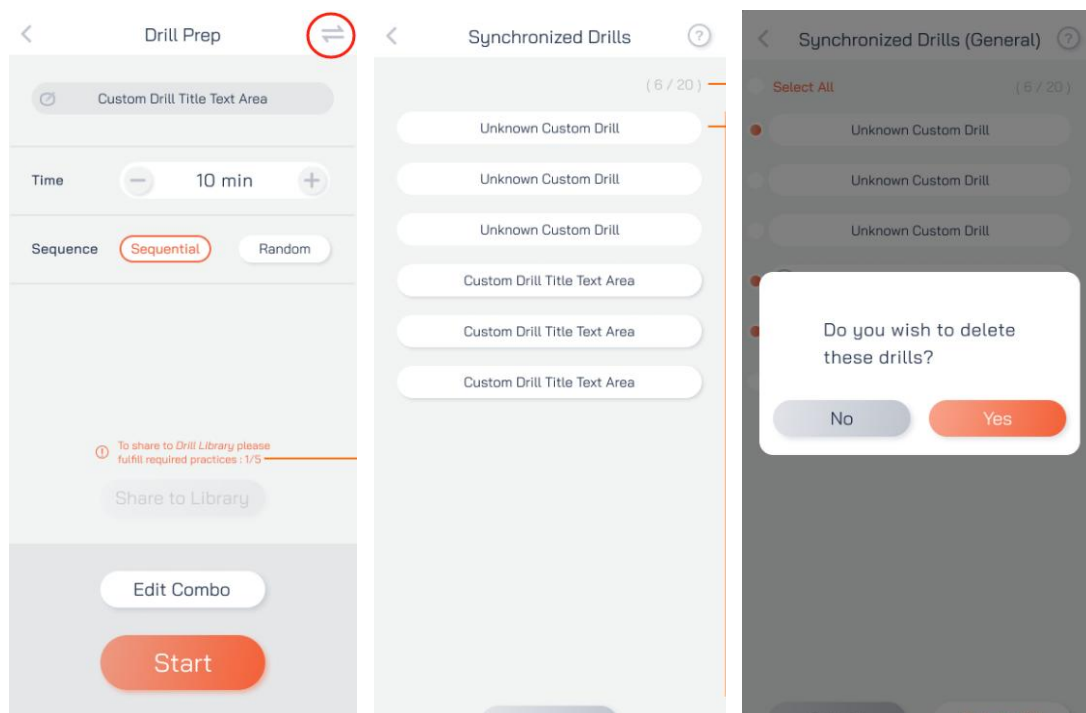 Drill Prep
Custom Drill Title Text Area
Time
10 min
Sequence
Sequential
Random
To share to Drill Library please
fulfill required practices : 1/5
Share to Library
Edit Combo
Start
Synchronized Drills
?
( 6 / 20 )
Unknown Custom Drill
Unknown Custom Drill
Unknown Custom Drill
Custom Drill Title Text Area
Custom Drill Title Text Area
Custom Drill Title Text Area
Synchronized Drills (General)
?
Select All
( 6 / 20 )
Unknown Custom Drill
Unknown Custom Drill
Unknown Custom Drill
Do you wish to delete
these drills?
No
Yes